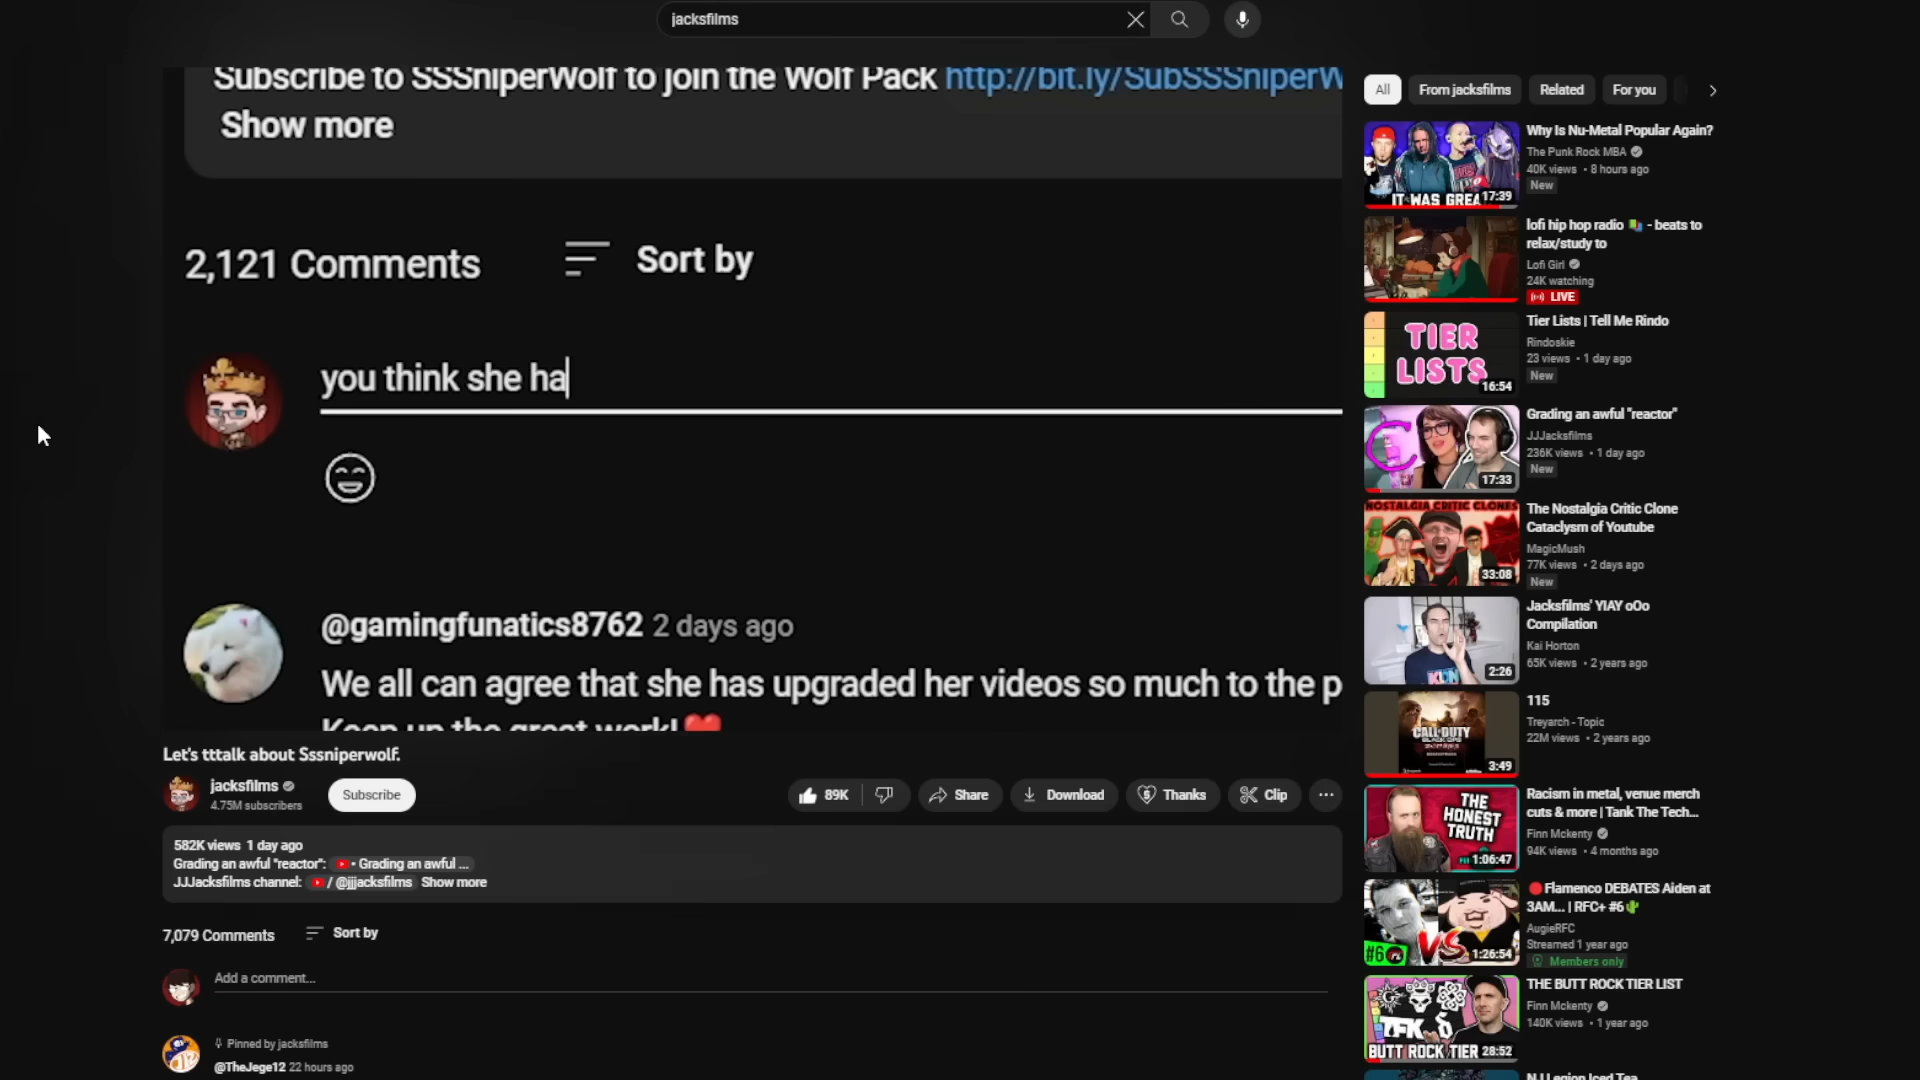 jacksfilms
Subscribe to SSSniperWolf to join the Wolf Pack http://bit.ly/SubSSSniperW
Show more
2,121 Comments
Sort by
you think she ha
@gamingfunatics8762 2 days ago
We all can agree that she has upgraded her videos so much to the p
Keep up the great work!❤️
Let's tttalk about Sssniperwolf.
jacksfilms
4.75M subscribers
Subscribe
89K
Share
Download
Thanks
Clip
582K views 1 day ago
Grading an awful "reactor": • Grading an awful ...
JJJacksfilms channel: / @jjjacksfilms Show more
7,079 Comments
Sort by
Add a comment...
Pinned by jacksfilms
@TheJege12 22 hours ago
All
From jacksfilms
Related
For you
IT WAS GREA
17:39
Why Is Nu-Metal Popular Again?
The Punk Rock MBA
40K views • 8 hours ago
New
lofi hip hop radio 📚 - beats to
relax/study to
Lofi Girl
24K watching
LIVE
TIER
LISTS
16:54
Tier Lists | Tell Me Rindo
Rindoskie
23 views • 1 day ago
New
17:33
Grading an awful "reactor"
JJJacksfilms
236K views • 1 day ago
New
NOSTALGIA CRITIC CLONES
33:08
The Nostalgia Critic Clone
Cataclysm of Youtube
MagicMush
77K views • 2 days ago
New
2:26
Jacksfilms' YIAY oOo
Compilation
Kai Horton
65K views • 2 years ago
CALL DUTY
3:49
115
Treyarch - Topic
22M views • 2 years ago
THE
HONEST
TRUTH
1:06:47
Racism in metal, venue merch
cuts & more | Tank The Tech...
Finn Mckenty
94K views • 4 months ago
#6
VS
1:26:54
🔴Flamenco DEBATES Aiden at
3AM... | RFC+ #6🌵
AugieRFC
Streamed 1 year ago
Members only
TFK
BUTT ROCK TIER
28:52
THE BUTT ROCK TIER LIST
Finn Mckenty
140K views • 1 year ago